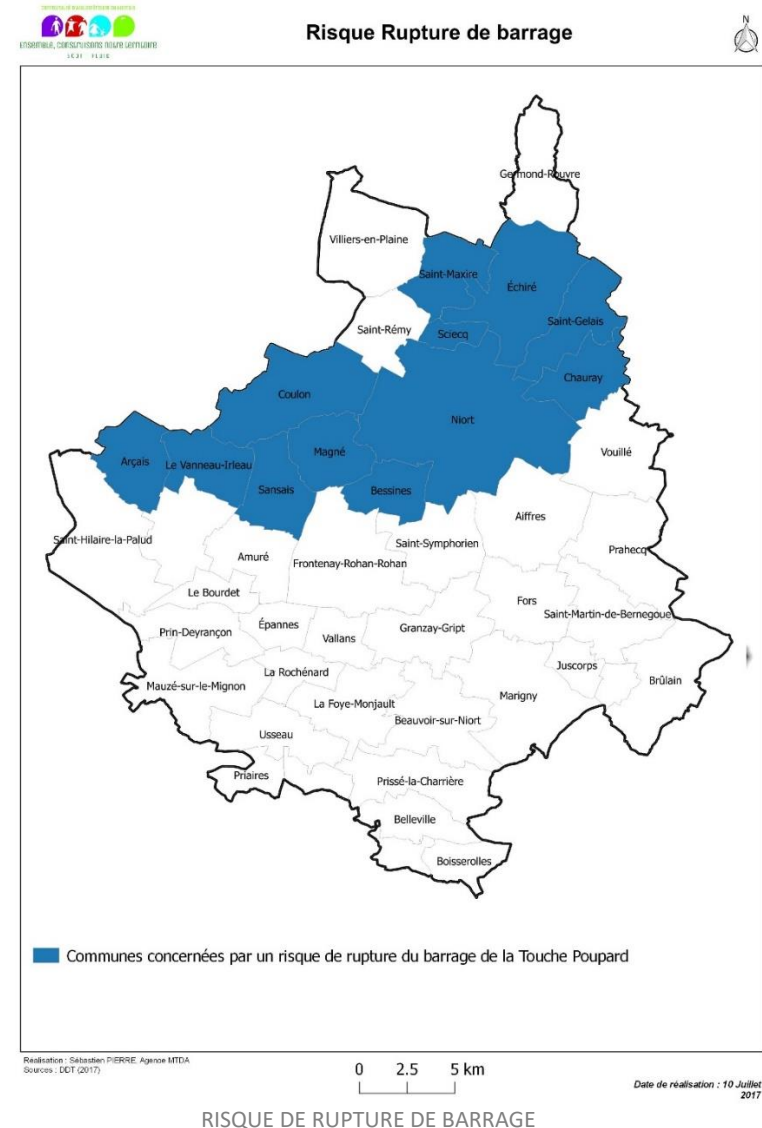 Risque Rupture de barrage
N
Ensemble, construisons notre territoire
Germond-Rouvre
Villiers-en-Plaine
Saint-Maxire
Échiré
Saint-Rémy
Sciecq
Saint-Gelais
Chauray
Coulon
Niort
Magné
Vouillé
Arçais
Le Vanneau-Irleau
Sansais
Bessines
Aiffres
Saint-Hilaire-la-Palud
Saint-Symphorien
Prahecq
Amuré
Frontenay-Rohan-Rohan
Le Bourdet
Fors
Saint-Martin-de-Bernegoue
Prin-Deyrançon
Épannes
Vallans
Granzay-Gript
La Rochénard
Juscorps
Brûlain
Mauzé-sur-le-Mignon
La Foye-Monjault
Marigny
Beauvoir-sur-Niort
Usseau
Priaires
Prissé-la-Charrière
Belleville
Boisserolles
Communes concernées par un risque de rupture du barrage de la Touche Poupard
Réalisation : Sébastien PIERRE, Agence MTDA
Sources : DDT (2017)
0 2.5 5 km
Date de réalisation : 10 Juillet
2017
RISQUE DE RUPTURE DE BARRAGE